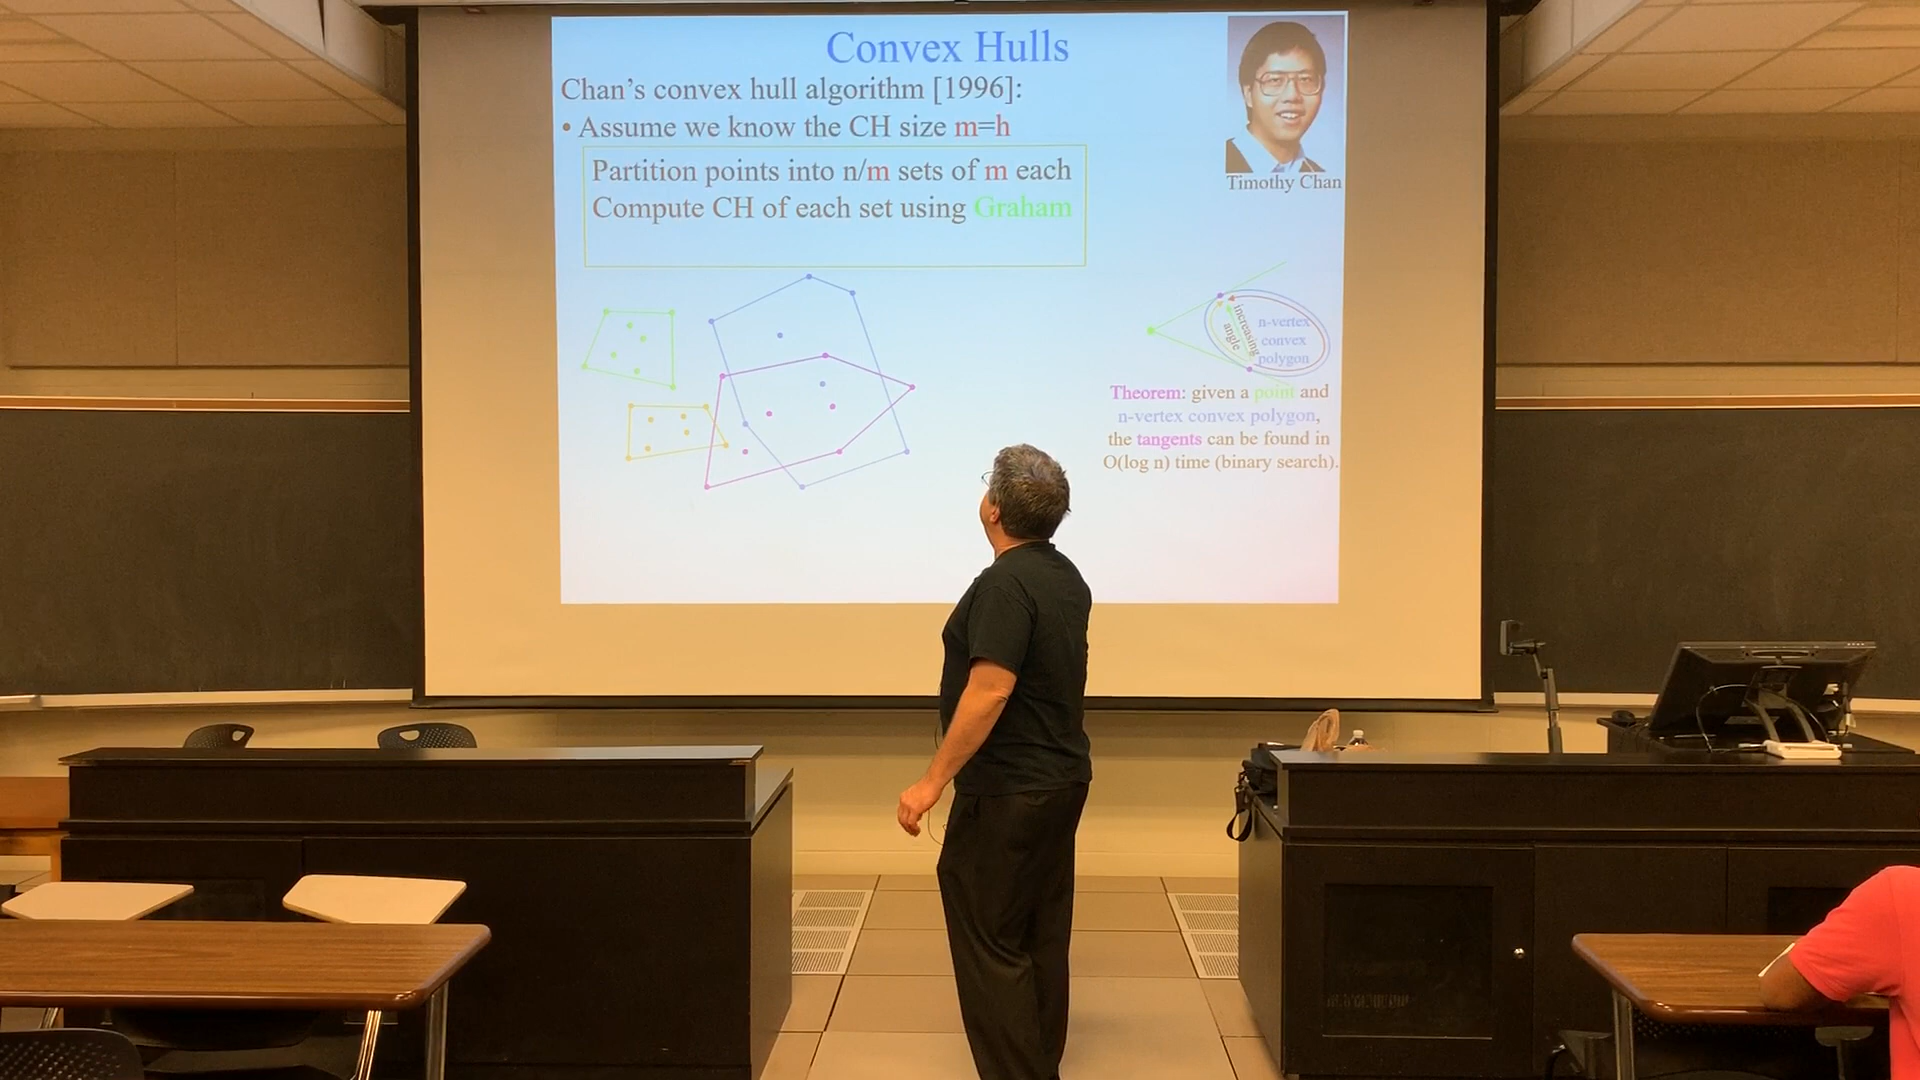 Convex Hulls
Chan's convex hull algorithm [1996]:
• Assume we know the CH size m=h
Partition points into n/m sets of m each
Compute CH of each set using Graham
Timothy Chan
increasing
angle
n-vertex
convex
polygon
Theorem: given a point and
n-vertex convex polygon,
the tangents can be found in
O(log n) time (binary search).